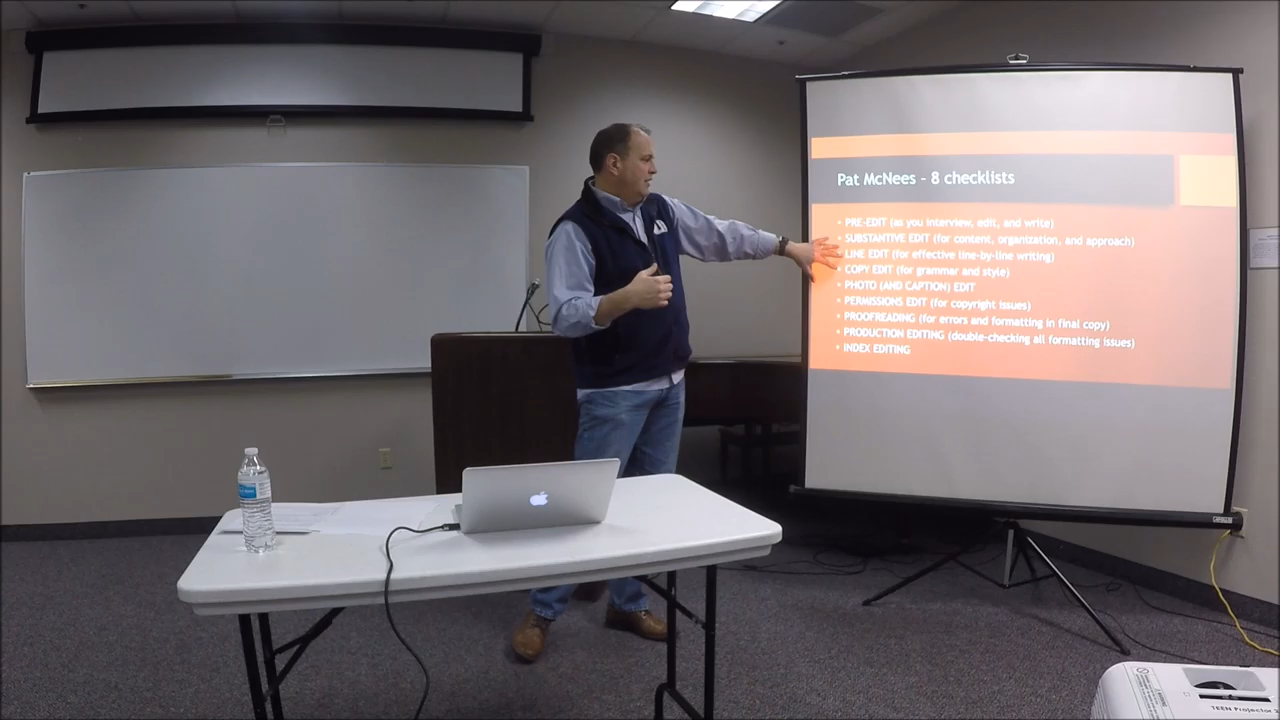 Pat McNees - 8 checklists
• PRE-EDIT (as you interview, edit, and write)
• SUBSTANTIVE EDIT (for content, organization, and approach)
• LINE EDIT (for effective line-by-line writing)
• COPY EDIT (for grammar and style)
• PHOTO (AND CAPTION) EDIT
• PERMISSIONS EDIT (for copyright issues)
• PROOFREADING (for errors and formatting in final copy)
• PRODUCTION EDITING (double-checking all formatting issues)
• INDEX EDITING
TEEN Projector